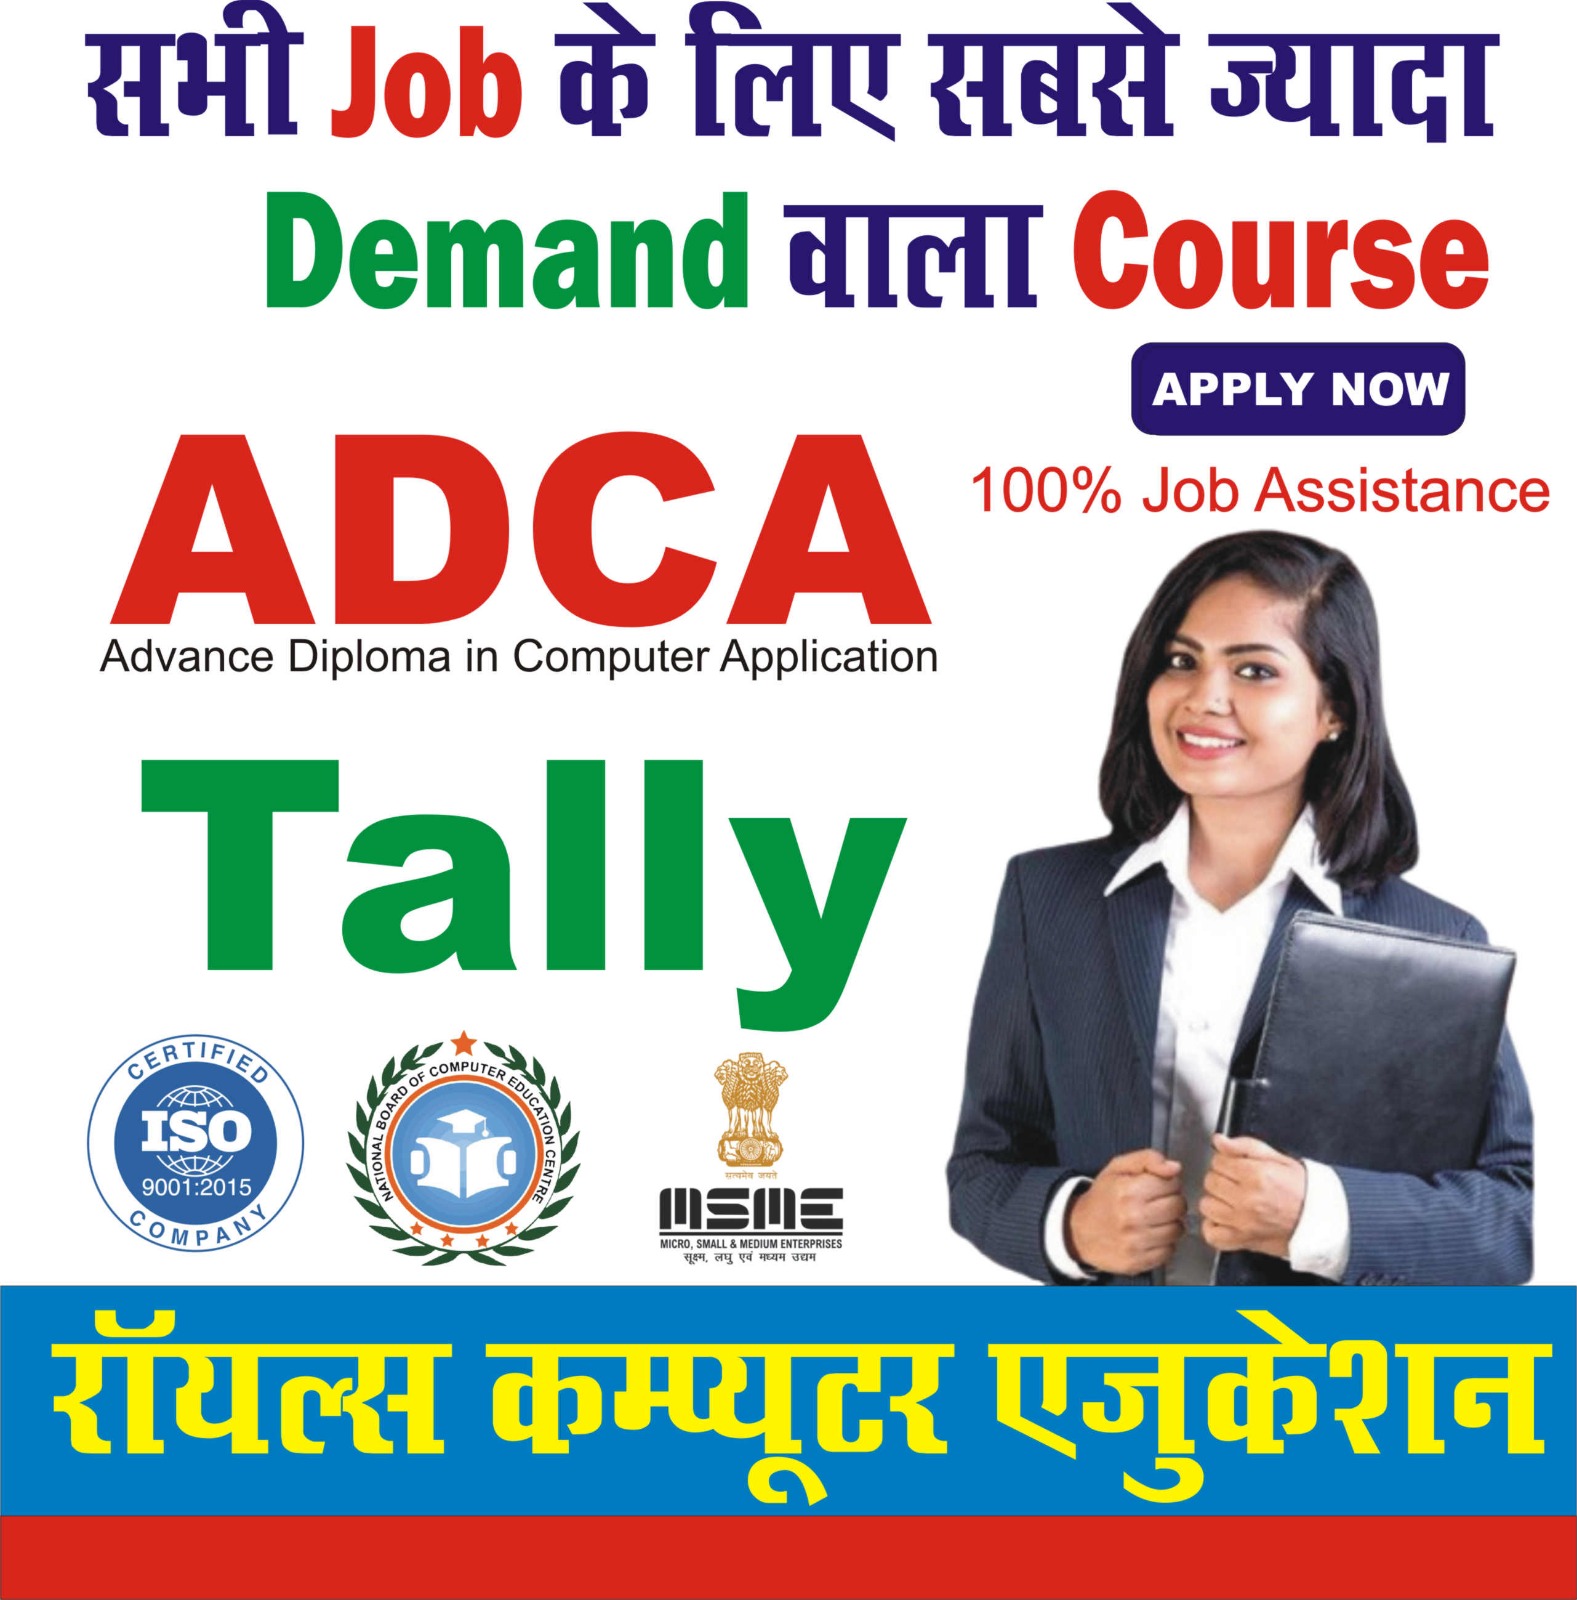 सभी Job के लिए सबसे ज्यादा
Demand वाला Course
APPLY NOW
ADCA
100% Job Assistance
Advance Diploma in Computer Application
Tally
CERTIFIED
ISO
9001:2015
COMPANY
NATIONAL BOARD OF COMPUTER EDUCATION CENTRE
सत्यमेव जयते
MSME
MICRO, SMALL & MEDIUM ENTERPRISES
सूक्ष्म, लघु एवं मध्यम उद्यम
रॉयल्स कम्प्यूटर एजुकेशन